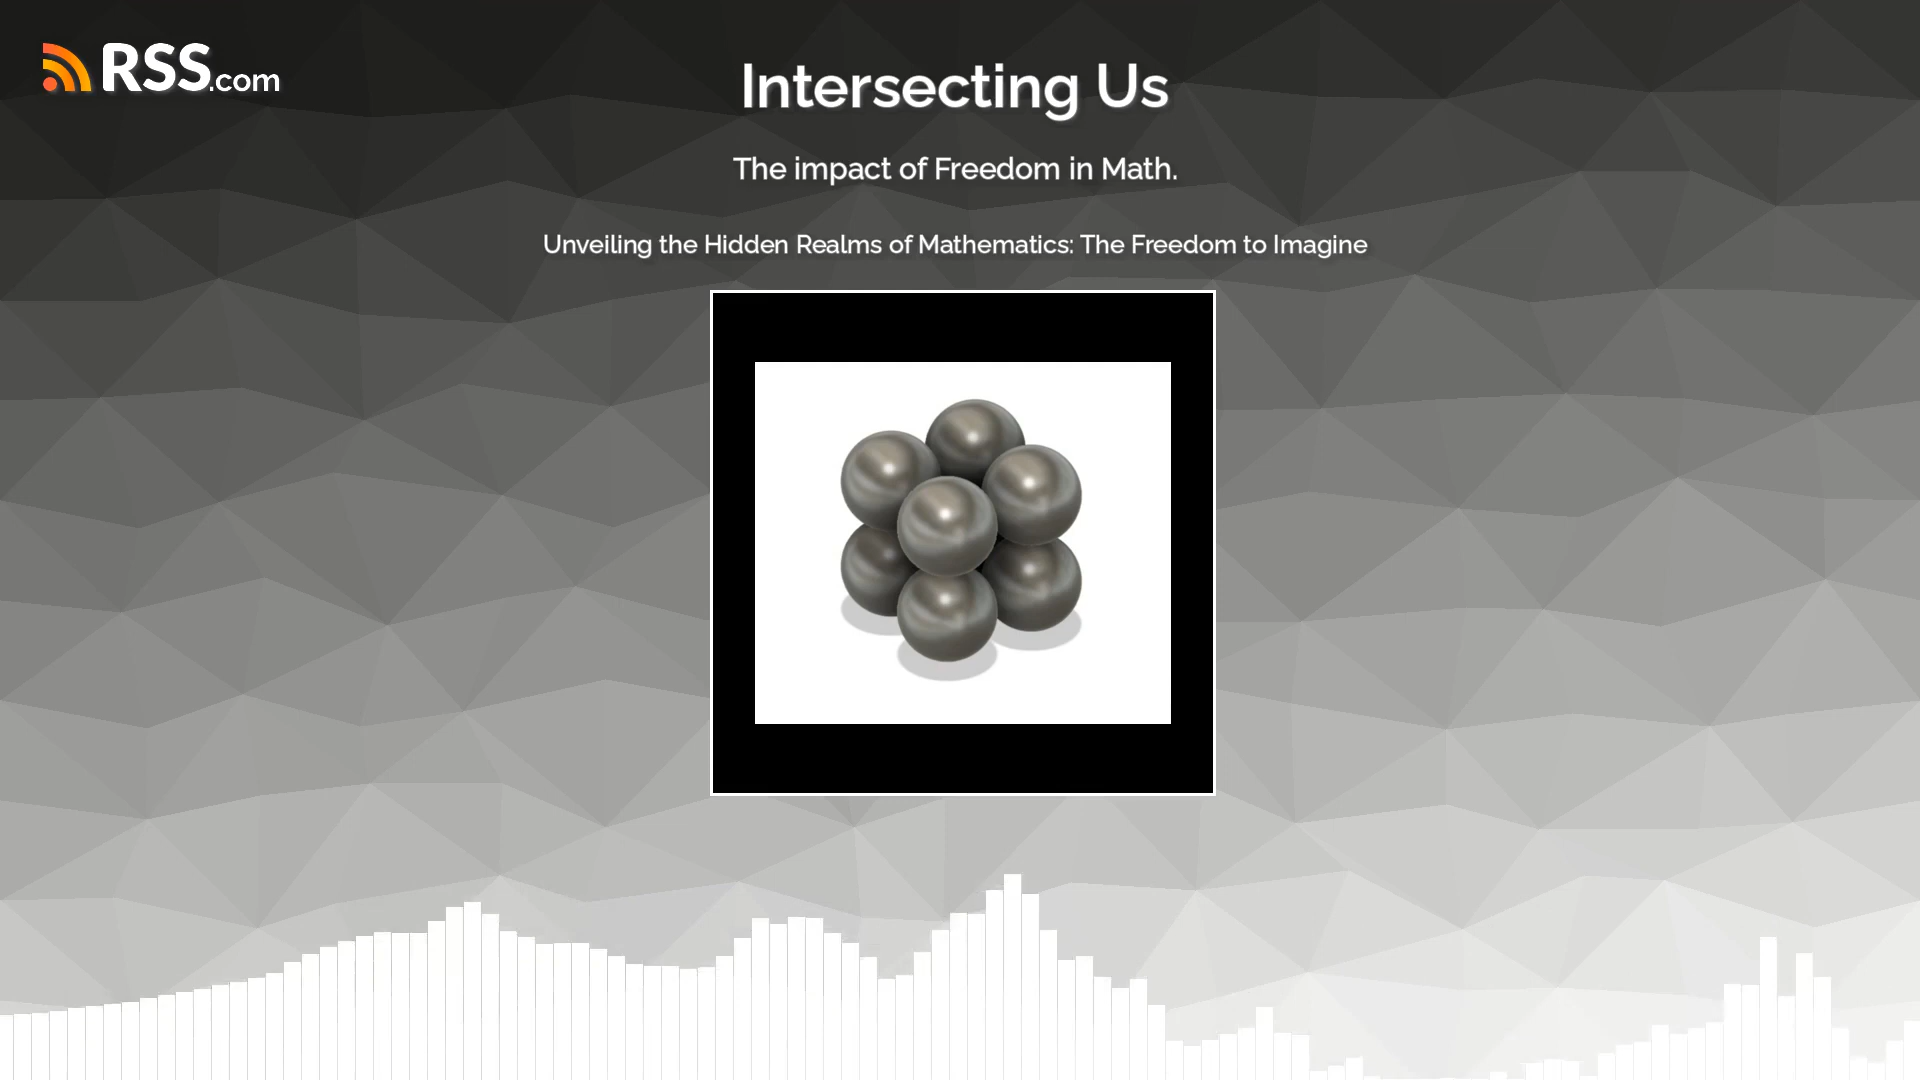 RSS.com
Intersecting Us
The impact of Freedom in Math.
Unveiling the Hidden Realms of Mathematics: The Freedom to Imagine